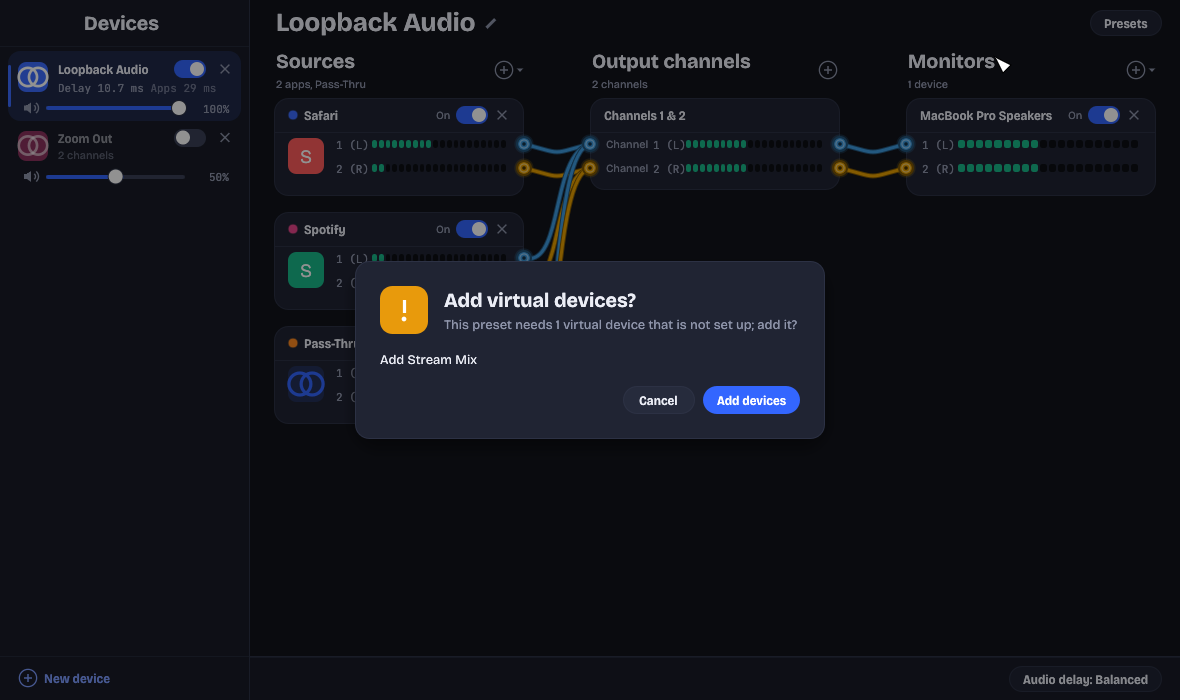 Devices
Loopback Audio
Delay 10.7 ms Apps 29 ms
100%
Zoom Out
2 channels
50%
New device
Loopback Audio
Presets
Sources
2 apps, Pass-Thru
Output channels
2 channels
Monitors
1 device
Safari On
S
1 (L)
2 (R)
Channels 1 & 2
Channel 1 (L)
Channel 2 (R)
MacBook Pro Speakers On
1 (L)
2 (R)
Spotify On
S
1 (L)
2 (
Pass-Thru
1 (
2 (
!
Add virtual devices?
This preset needs 1 virtual device that is not set up; add it?
Add Stream Mix
Cancel
Add devices
Audio delay: Balanced